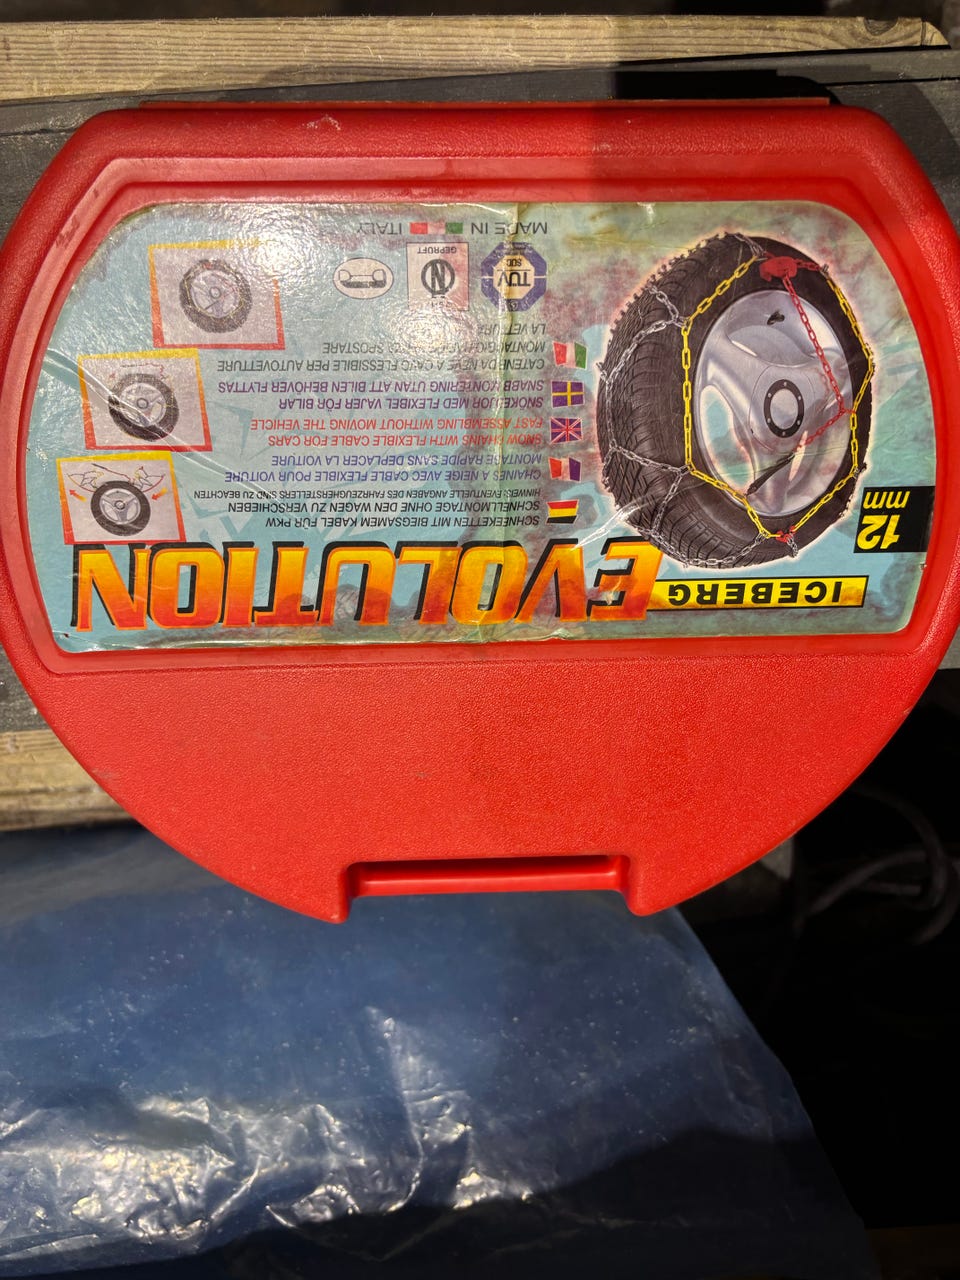 ICEBERG EVOLUTION
12
mm
SCHNEEKETTEN MIT BIEGSAMEM KABEL FÜR PKW
SCHNELLMONTAGE OHNE DEN WAGEN ZU VERSCHIEBEN
HINWEIS: EVENTUELLE ANGABEN DES FAHRZEUGHERSTELLERS SIND ZU BEACHTEN
CHAINES A NEIGE AVEC CABLE FLEXIBLE POUR VOITURE
MONTAGE RAPIDE SANS DEPLACER LA VOITURE
SNOW CHAINS WITH FLEXIBLE CABLE FOR CARS
FAST ASSEMBLING WITHOUT MOVING THE VEHICLE
SNÖKEDJOR MED FLEXIBEL VAJER FÖR BILAR
SNABB MONTERING UTAN ATT BILEN BEHÖVER FLYTTAS
CATENE DA NEVE A CAVO FLESSIBILE PER AUTOVETTURE
MONTAGGIO SPOSTARE
LA VETTURA
TÜV
SÜD
GEPRÜFT
MADE IN ITALY